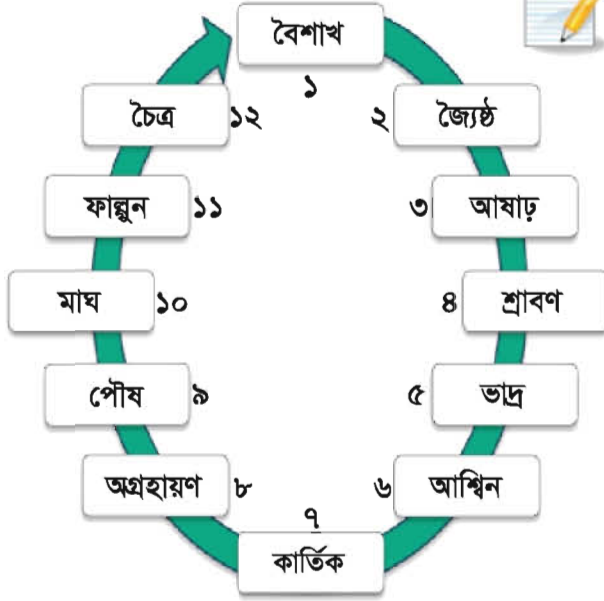 বৈশাখ
১
জ্যৈষ্ঠ
২
আষাঢ়
৩
শ্রাবণ
৪
ভাদ্র
৫
আশ্বিন
৬
কার্তিক
৭
অগ্রহায়ণ
৮
পৌষ
৯
মাঘ
১০
ফাল্গুন
১১
চৈত্র
১২